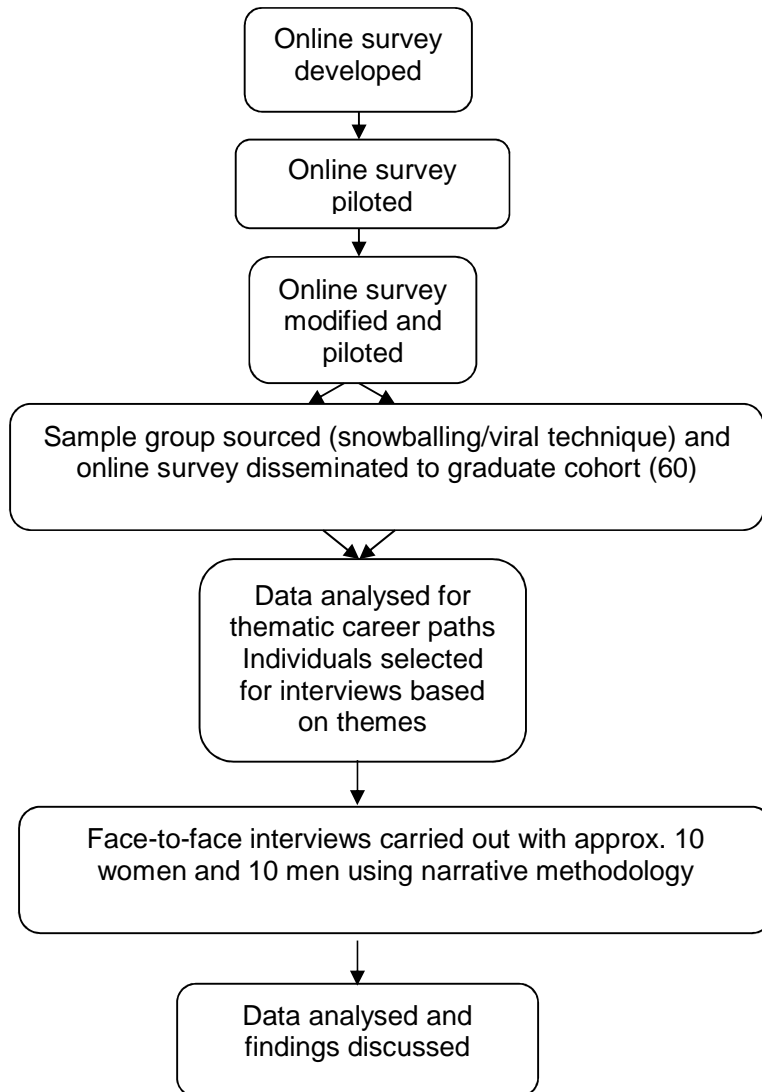 Online survey
developed
Online survey
piloted
Online survey
modified and
piloted
Sample group sourced (snowballing/viral technique) and
online survey disseminated to graduate cohort (60)
Data analysed for
thematic career paths
Individuals selected
for interviews based
on themes
Face-to-face interviews carried out with approx. 10
women and 10 men using narrative methodology
Data analysed and
findings discussed